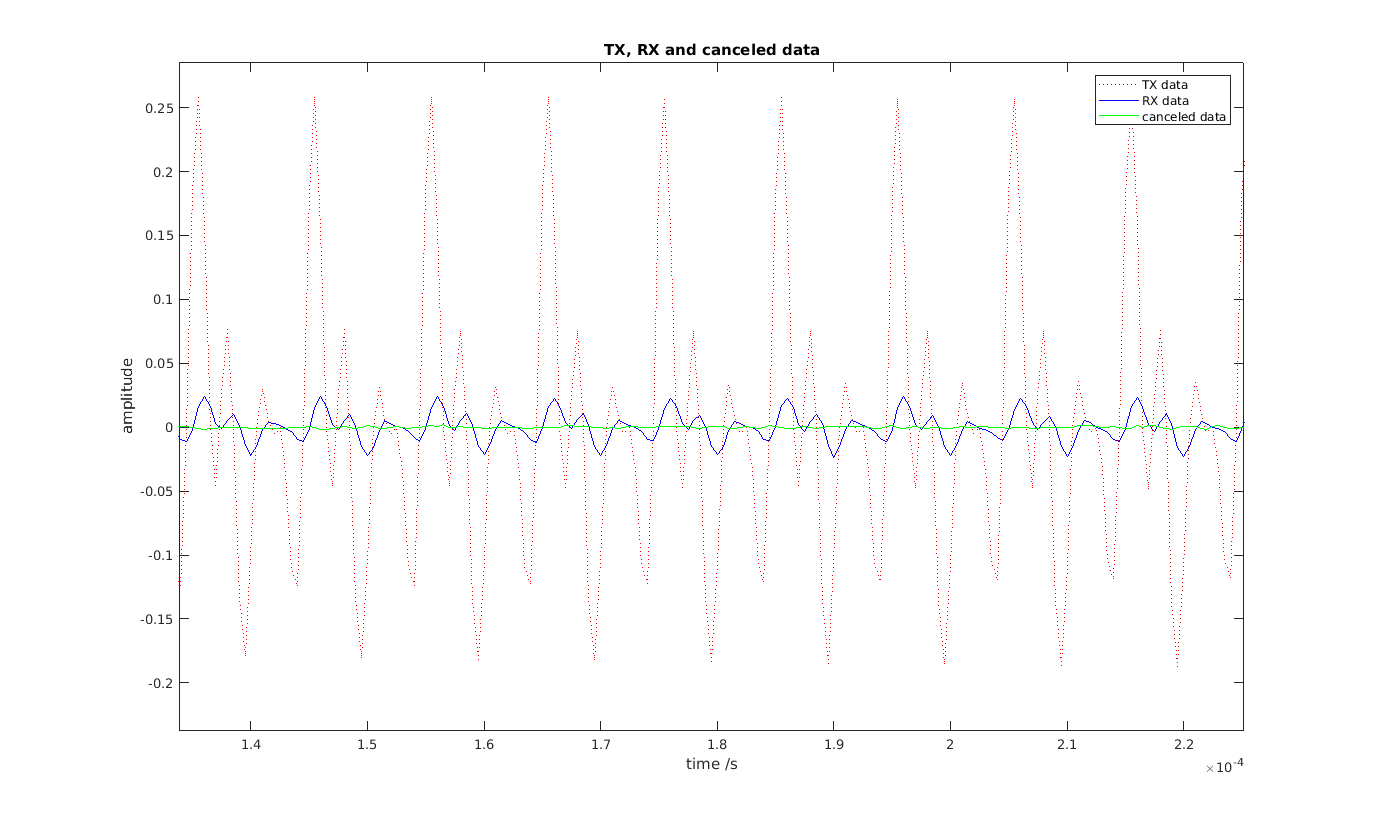 TX, RX and canceled data
TX data
RX data
canceled data
0.25
0.2
0.15
0.1
0.05
0
-0.05
-0.1
-0.15
-0.2
amplitude
1.4 1.5 1.6 1.7 1.8 1.9 2 2.1 2.2
time /s
×10⁻⁴